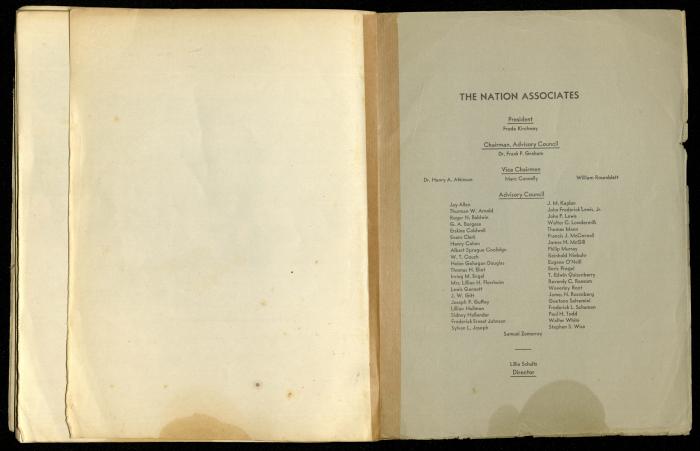 THE NATION ASSOCIATES
President
Freda Kirchwey
Chairman, Advisory Council
Dr. Frank P. Graham
Vice Chairmen
Dr. Henry A. Atkinson
Marc Connelly
William Rosenblatt
Advisory Council
Jay Allen
Thurman W. Arnold
Roger N. Baldwin
G. A. Borgese
Erskine Caldwell
Evans Clark
Henry Cohen
Albert Sprague Coolidge
W. T. Couch
Helen Gahagan Douglas
Thomas H. Eliot
Irving M. Engel
Mrs. Lillian H. Florsheim
Lewis Gannett
J. W. Gitt
Joseph F. Guffey
Lillian Hellman
Sidney Hollander
Frederick Ernest Johnson
Sylvan L. Joseph
J. M. Kaplan
John Frederick Lewis, Jr.
John P. Lewis
Walter C. Lowdermilk
Thomas Mann
Francis J. McConnell
James H. McGill
Philip Murray
Reinhold Niebuhr
Eugene O'Neill
Boris Pregel
T. Edwin Quisenberry
Beverly C. Ransom
Waverley Root
James N. Rosenberg
Gaetano Salvemini
Frederick L. Schuman
Paul H. Todd
Walter White
Stephen S. Wise
Samuel Zemurray
Lillie Schultz
Director